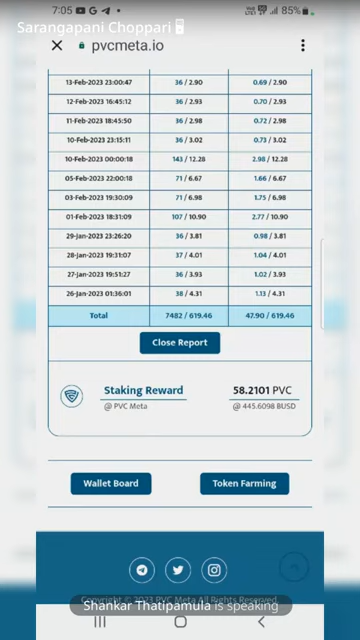 7:05
85%
Sarangapani Choppari
pvcmeta.io
13-Feb-2023 23:00:47 36 / 2.90 0.69 / 2.90
12-Feb-2023 16:45:12 36 / 2.93 0.70 / 2.93
11-Feb-2023 18:45:50 36 / 2.98 0.72 / 2.98
10-Feb-2023 23:15:11 36 / 3.02 0.73 / 3.02
10-Feb-2023 00:00:18 143 / 12.28 2.98 / 12.28
05-Feb-2023 22:00:18 71 / 6.67 1.66 / 6.67
03-Feb-2023 19:30:09 71 / 6.98 1.75 / 6.98
01-Feb-2023 18:31:09 107 / 10.90 2.77 / 10.90
29-Jan-2023 23:26:20 36 / 3.81 0.98 / 3.81
28-Jan-2023 19:31:07 37 / 4.01 1.04 / 4.01
27-Jan-2023 19:51:27 36 / 3.93 1.02 / 3.93
26-Jan-2023 01:36:01 38 / 4.31 1.13 / 4.31
Total 7482 / 619.46 47.90 / 619.46
Close Report
Staking Reward 58.2101 PVC
@ PVC Meta @ 445.6098 BUSD
Wallet Board Token Farming
Copyright © 2023 PVC Meta All Rights Reserved
Shankar Thatipamula is speaking